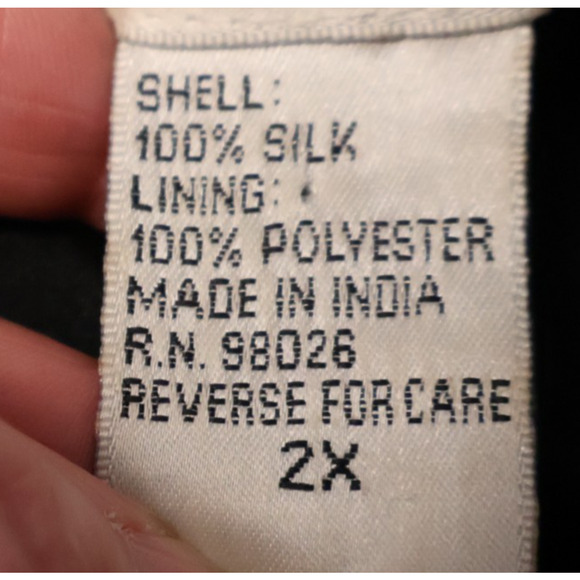 SHELL:
100% SILK
LINING:
100% POLYESTER
MADE IN INDIA
R.N. 98026
REVERSE FOR CARE
2X